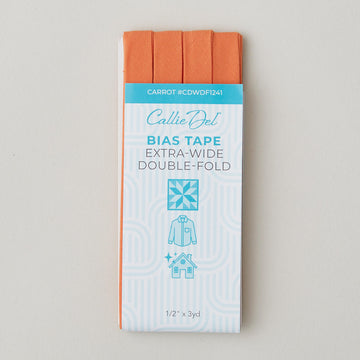 CARROT #CDWDF1241
Callie Del
BIAS TAPE
EXTRA-WIDE
DOUBLE-FOLD
1/2" x 3yd